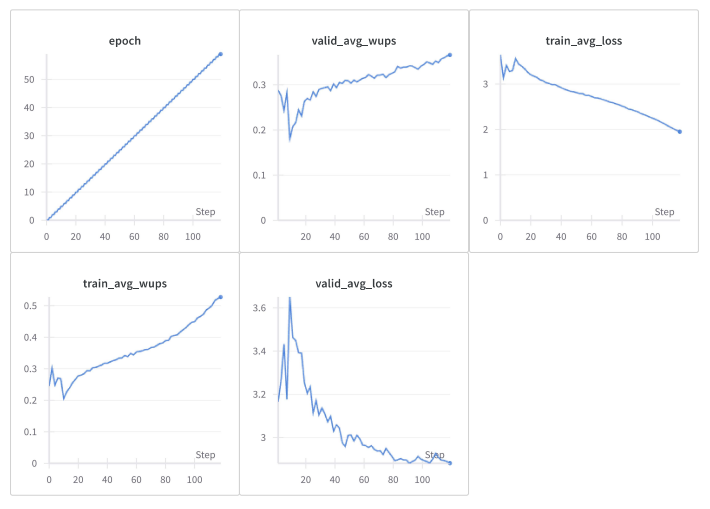 epoch
50
40
30
20
10
0
Step
0 20 40 60 80 100
valid_avg_wups
0.3
0.2
0.1
0
Step
20 40 60 80 100
train_avg_loss
3
2
1
0
Step
0 20 40 60 80 100
train_avg_wups
0.5
0.4
0.3
0.2
0.1
0
Step
0 20 40 60 80 100
valid_avg_loss
3.6
3.4
3.2
3
Step
20 40 60 80 100